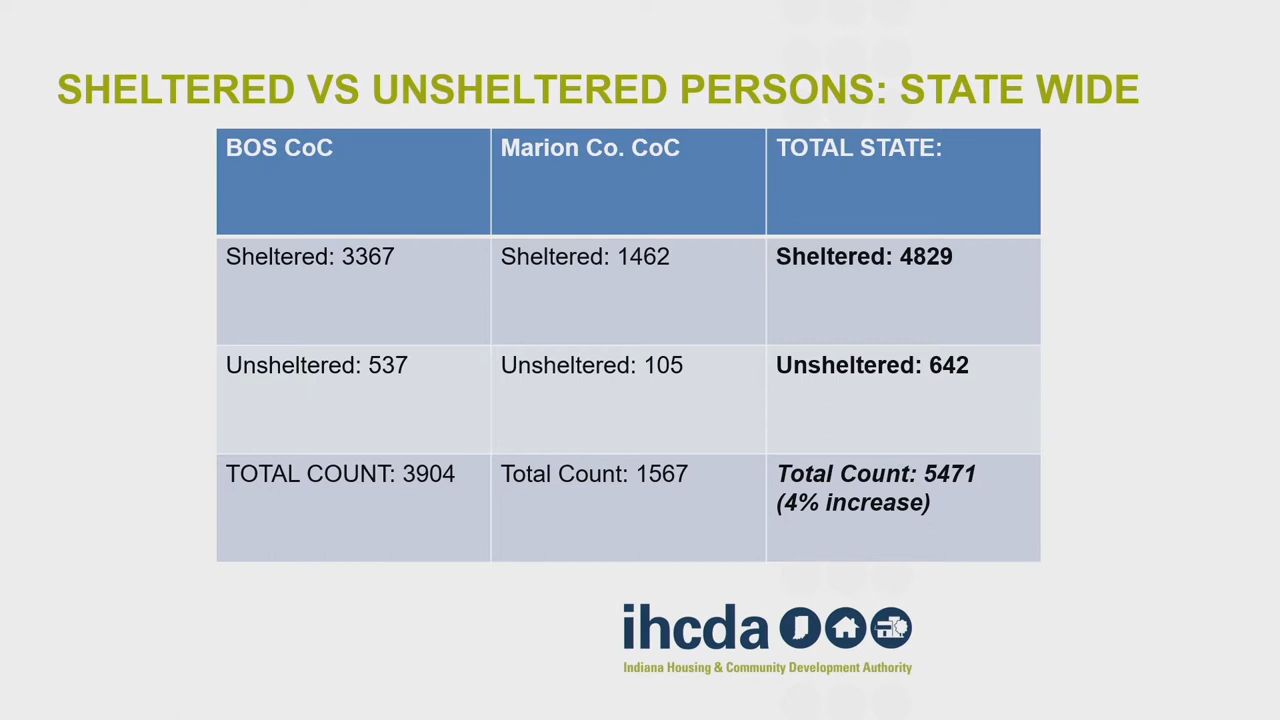 SHELTERED VS UNSHELTERED PERSONS: STATE WIDE
BOS CoC
Marion Co. CoC
TOTAL STATE:
Sheltered: 3367
Sheltered: 1462
Sheltered: 4829
Unsheltered: 537
Unsheltered: 105
Unsheltered: 642
TOTAL COUNT: 3904
Total Count: 1567
Total Count: 5471
(4% increase)
ihcda
Indiana Housing & Community Development Authority